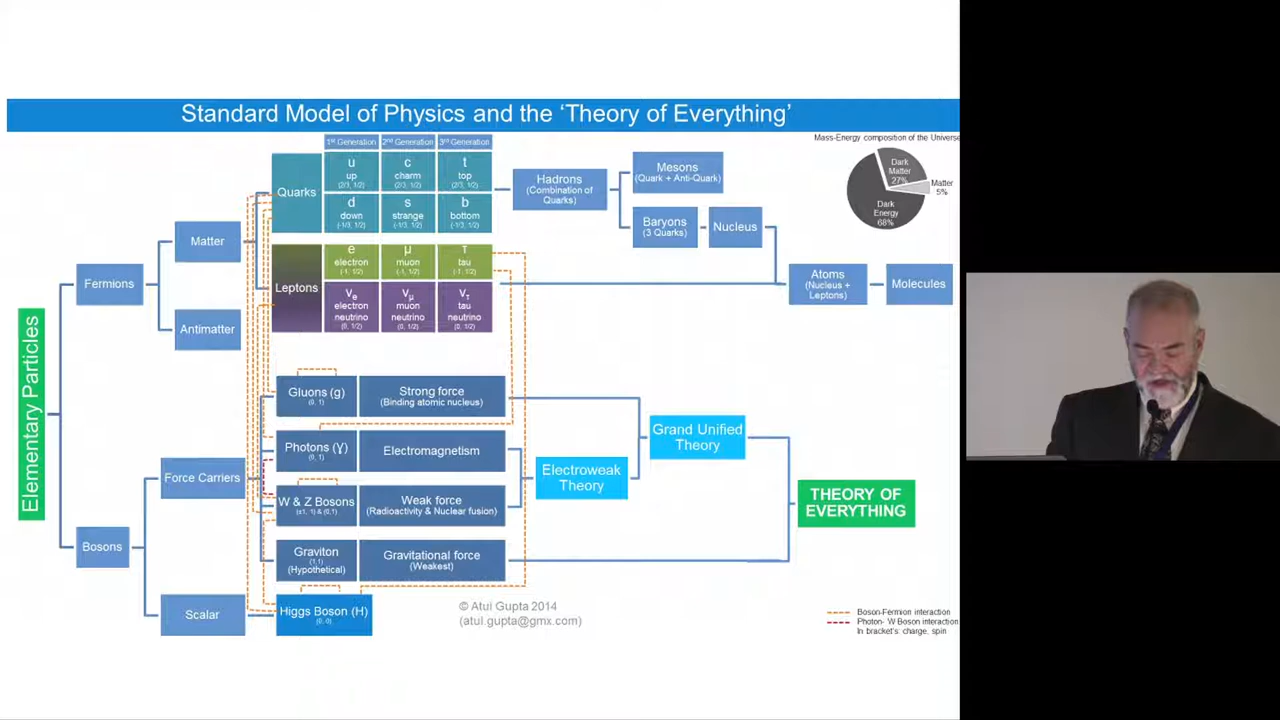 Standard Model of Physics and the 'Theory of Everything'
Mass-Energy composition of the Universe
Dark
Matter
27%
Matter
5%
Dark
Energy
68%
1st Generation
2nd Generation
3rd Generation
Quarks
u
up
(2/3, 1/2)
c
charm
(2/3, 1/2)
t
top
(2/3, 1/2)
d
down
(-1/3, 1/2)
s
strange
(-1/3, 1/2)
b
bottom
(-1/3, 1/2)
Leptons
e
electron
(-1, 1/2)
μ
muon
(-1, 1/2)
τ
tau
(-1, 1/2)
Ve
electron
neutrino
(0, 1/2)
Vμ
muon
neutrino
(0, 1/2)
Vτ
tau
neutrino
(0, 1/2)
Hadrons
(Combination of
Quarks)
Mesons
(Quark + Anti-Quark)
Baryons
(3 Quarks)
Nucleus
Atoms
(Nucleus +
Leptons)
Molecules
Elementary Particles
Fermions
Matter
Antimatter
Bosons
Force Carriers
Scalar
Gluons (g)
(0, 1)
Strong force
(Binding atomic nucleus)
Photons (Ɣ)
(0, 1)
Electromagnetism
W & Z Bosons
(±1, 1) & (0,1)
Weak force
(Radioactivity & Nuclear fusion)
Graviton
(1,1)
(Hypothetical)
Gravitational force
(Weakest)
Higgs Boson (H)
(0, 0)
Electroweak
Theory
Grand Unified
Theory
THEORY OF
EVERYTHING
© Atul Gupta 2014
(atul.gupta@gmx.com)
Boson-Fermion interaction
Photon- W Boson interaction
In bracket's: charge, spin